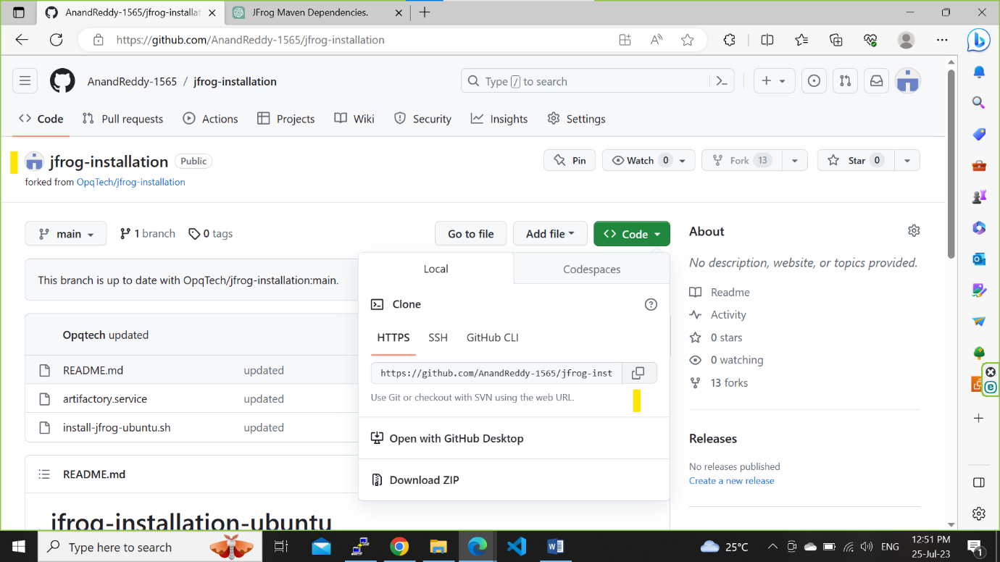 AnandReddy-1565/jfrog-installat
JFrog Maven Dependencies.
https://github.com/AnandReddy-1565/jfrog-installation
AnandReddy-1565 / jfrog-installation
Type / to search
Code
Pull requests
Actions
Projects
Wiki
Security
Insights
Settings
jfrog-installation
Public
Pin
Watch 0
Fork 13
Star 0
forked from OpqTech/jfrog-installation
main
1 branch
0 tags
Go to file
Add file
Code
About
No description, website, or topics provided.
Readme
Activity
0 stars
0 watching
13 forks
Releases
No releases published
Create a new release
This branch is up to date with OpqTech/jfrog-installation:main.
Local
Codespaces
Clone
HTTPS
SSH
GitHub CLI
https://github.com/AnandReddy-1565/jfrog-inst
Use Git or checkout with SVN using the web URL.
Open with GitHub Desktop
Download ZIP
Opqtech updated
README.md
updated
artifactory.service
updated
install-jfrog-ubuntu.sh
updated
README.md
jfrog-installation-ubuntu
Type here to search
25°C
ENG
12:51 PM
25-Jul-23
1